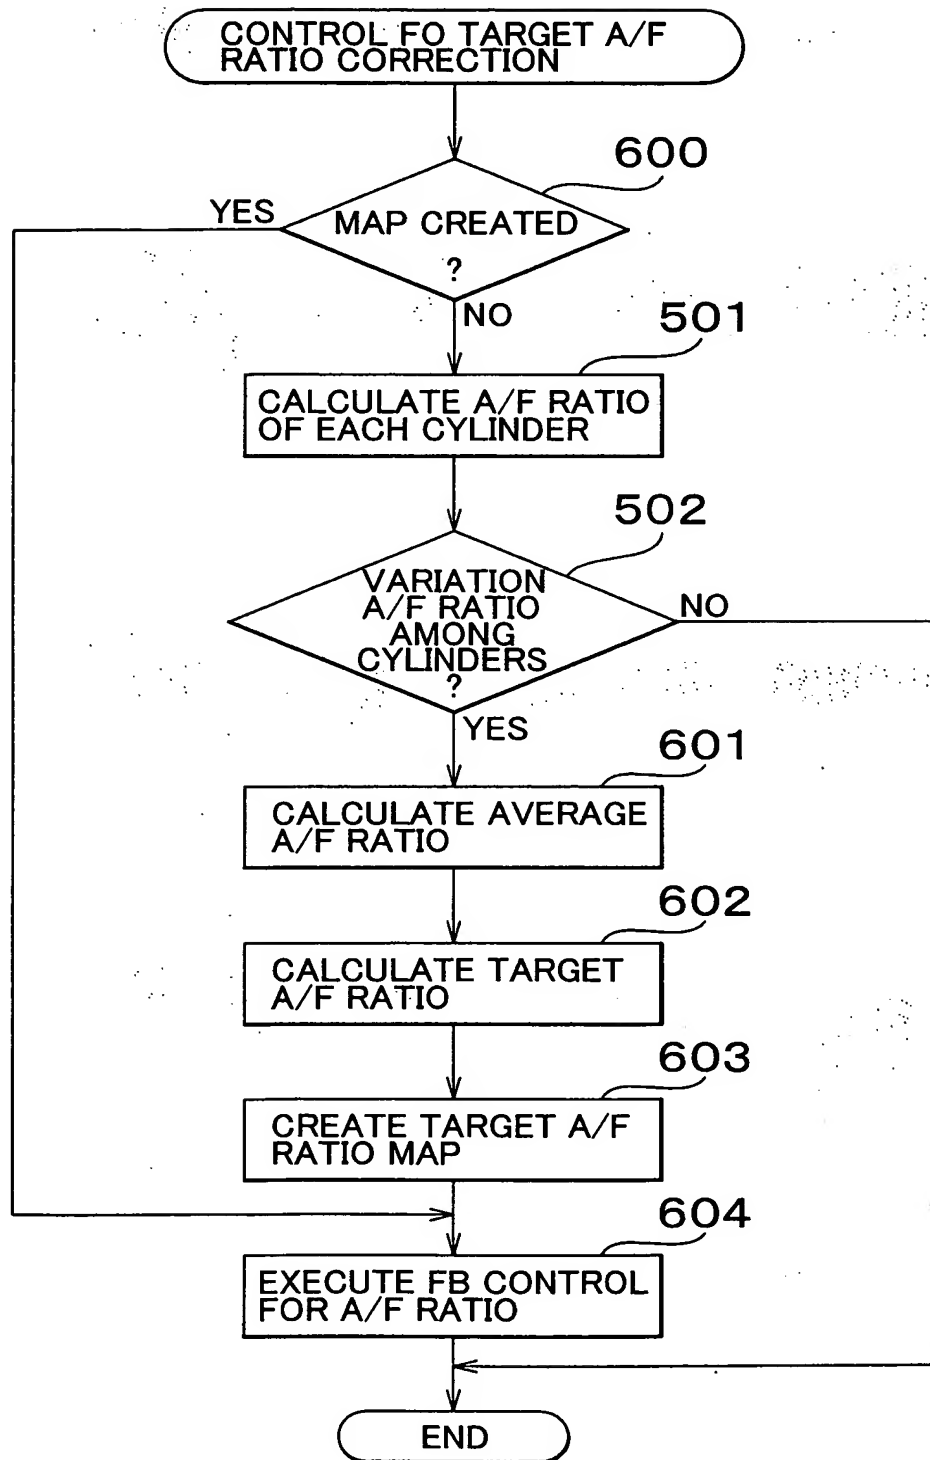 CONTROL FO TARGET A/F
RATIO CORRECTION
600
YES
MAP CREATED
?
NO
501
CALCULATE A/F RATIO
OF EACH CYLINDER
502
VARIATION
A/F RATIO
AMONG
CYLINDERS
?
NO
YES
601
CALCULATE AVERAGE
A/F RATIO
602
CALCULATE TARGET
A/F RATIO
603
CREATE TARGET A/F
RATIO MAP
604
EXECUTE FB CONTROL
FOR A/F RATIO
END